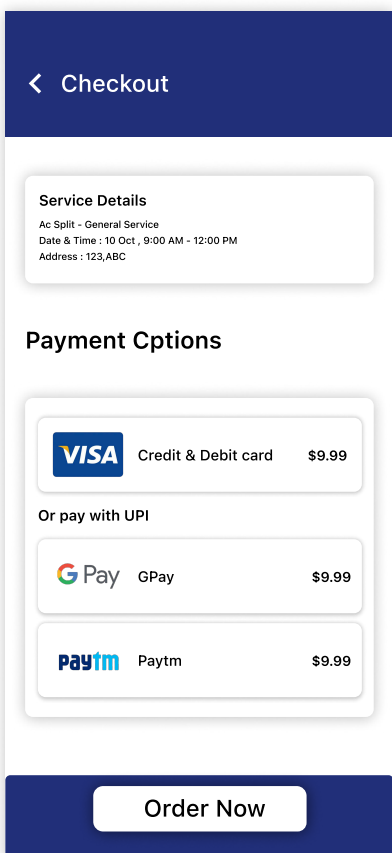 Checkout
Service Details
Ac Split - General Service
Date & Time : 10 Oct , 9:00 AM - 12:00 PM
Address : 123,ABC
Payment Cptions
VISA Credit & Debit card $9.99
Or pay with UPI
G Pay GPay $9.99
paytm Paytm $9.99
Order Now